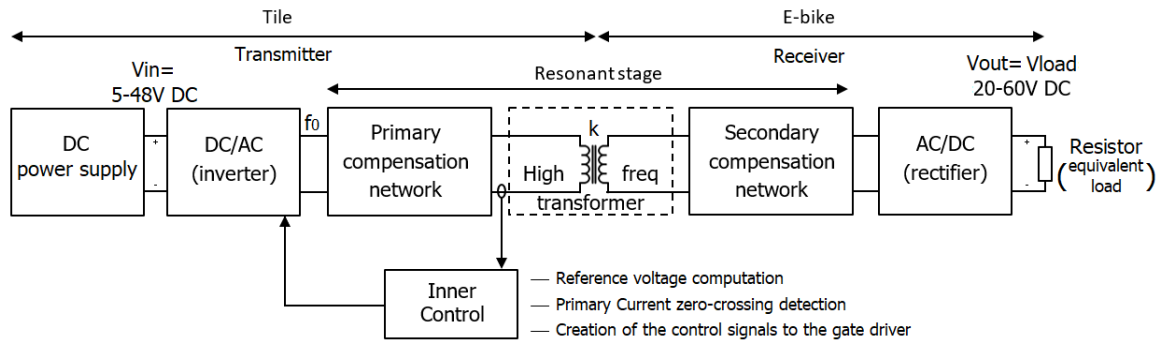 Tile
E-bike
Transmitter
Receiver
Vin=
5-48V DC
Resonant stage
Vout= Vload
20-60V DC
DC
power supply
+
-
DC/AC
(inverter)
f0
Primary
compensation
network
k
High freq
transformer
Secondary
compensation
network
AC/DC
(rectifier)
+
-
Resistor
(equivalent
load)
Inner
Control
— Reference voltage computation
— Primary Current zero-crossing detection
— Creation of the control signals to the gate driver